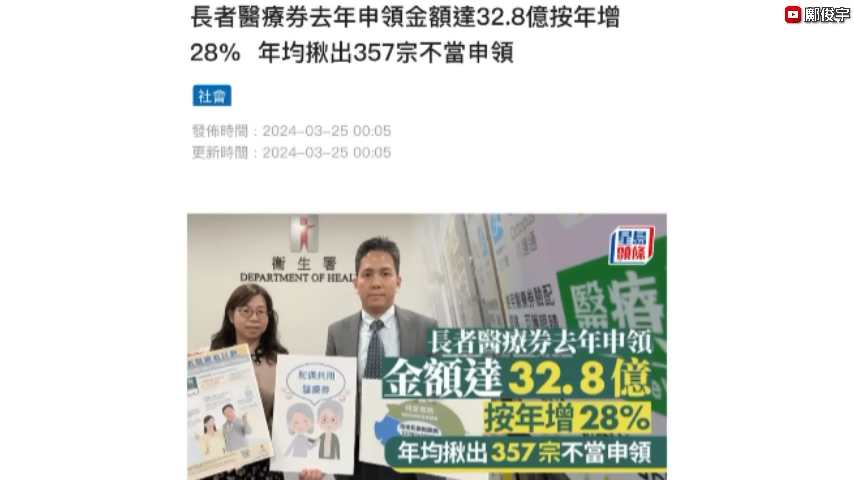 鄺俊宇
長者醫療券去年申領金額達32.8億按年增
28% 年均揪出357宗不當申領
社會
發佈時間：2024-03-25 00:05
更新時間：2024-03-25 00:05
星島
頭條
衞生署
DEPARTMENT OF HEAL
醫療
配偶共用
醫療券
長者醫療券去年申領
金額達32.8億
按年增28%
年均揪出357宗不當申領